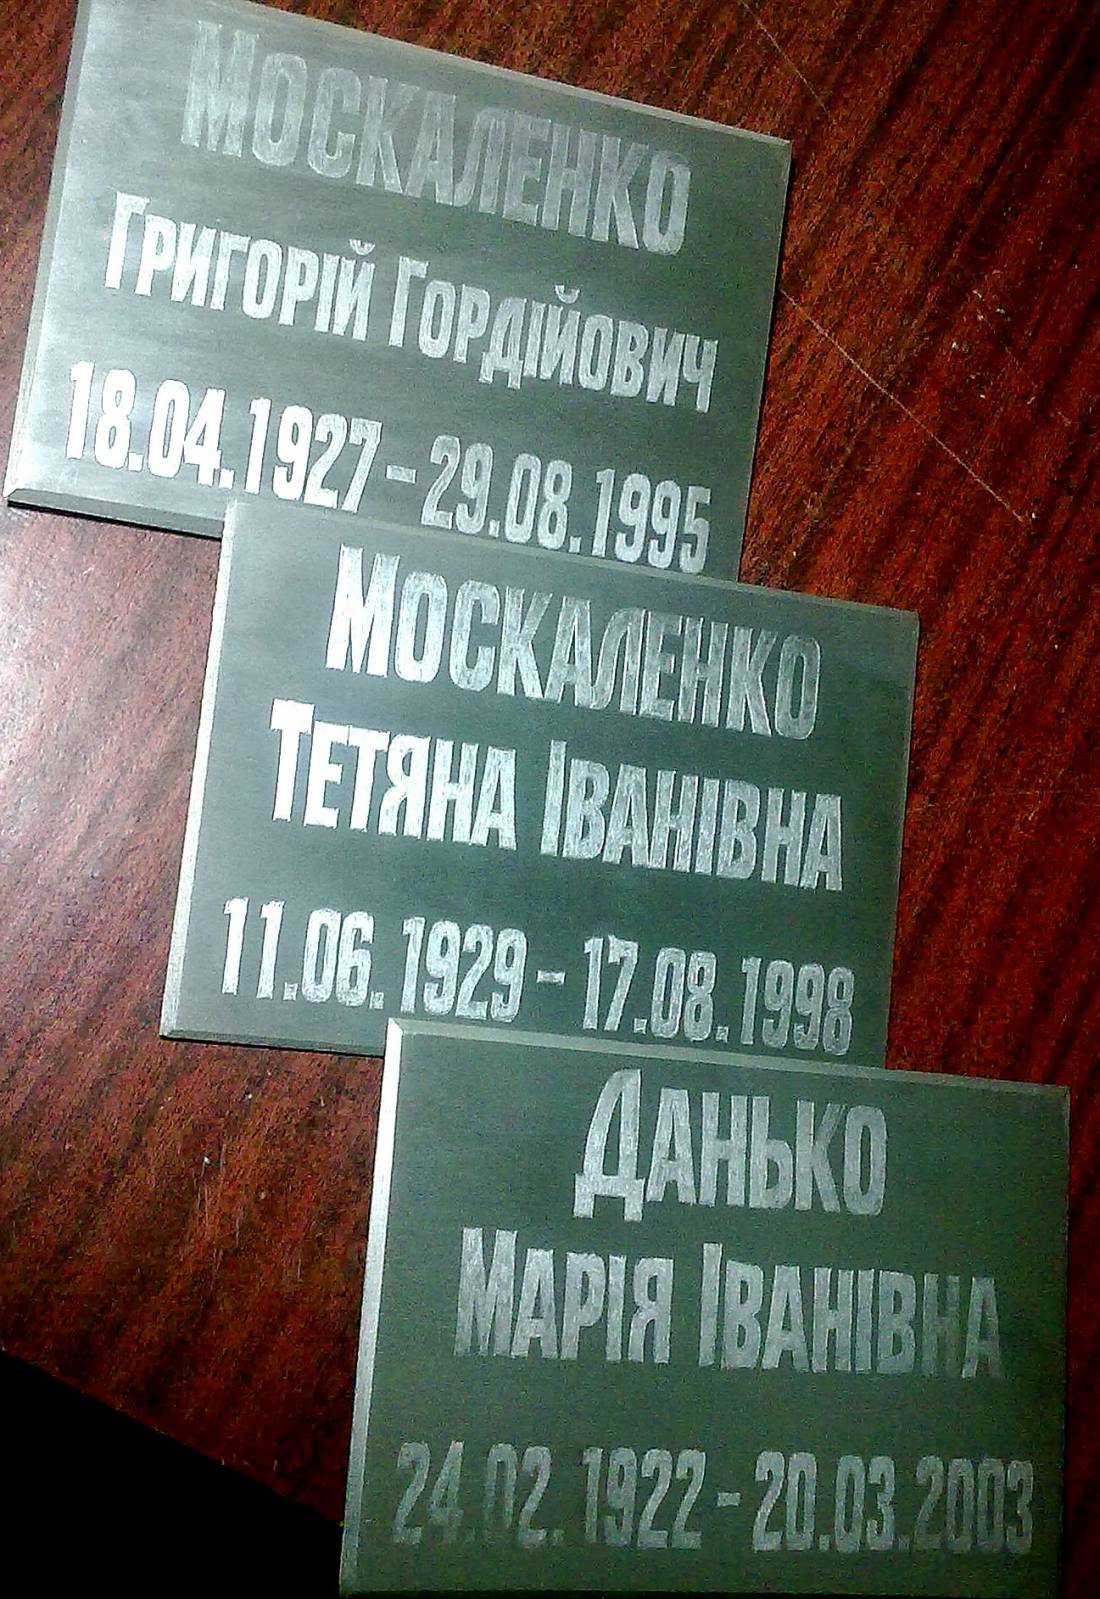 Москаленко
Григорій Гордійович
18.04.1927-29.08.1995
Москаленко
Тетяна Іванівна
11.06.1929-17.08.1998
Данько
Марія Іванівна
24.02.1922-20.03.2003